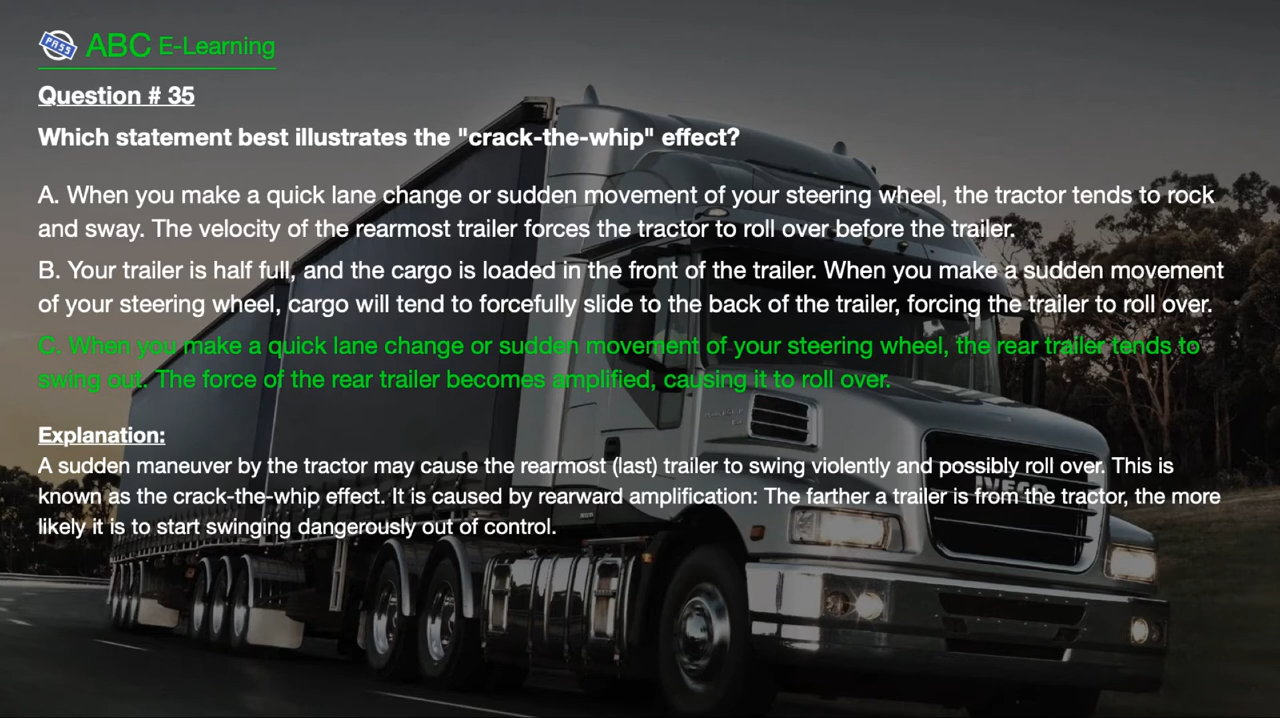 PASS ABC E-Learning
Question # 35
Which statement best illustrates the "crack-the-whip" effect?
A. When you make a quick lane change or sudden movement of your steering wheel, the tractor tends to rock
and sway. The velocity of the rearmost trailer forces the tractor to roll over before the trailer.
B. Your trailer is half full, and the cargo is loaded in the front of the trailer. When you make a sudden movement
of your steering wheel, cargo will tend to forcefully slide to the back of the trailer, forcing the trailer to roll over.
C. When you make a quick lane change or sudden movement of your steering wheel, the rear trailer tends to
swing out. The force of the rear trailer becomes amplified, causing it to roll over.
Explanation:
A sudden maneuver by the tractor may cause the rearmost (last) trailer to swing violently and possibly roll over. This is
known as the crack-the-whip effect. It is caused by rearward amplification: The farther a trailer is from the tractor, the more
likely it is to start swinging dangerously out of control.
IVECO